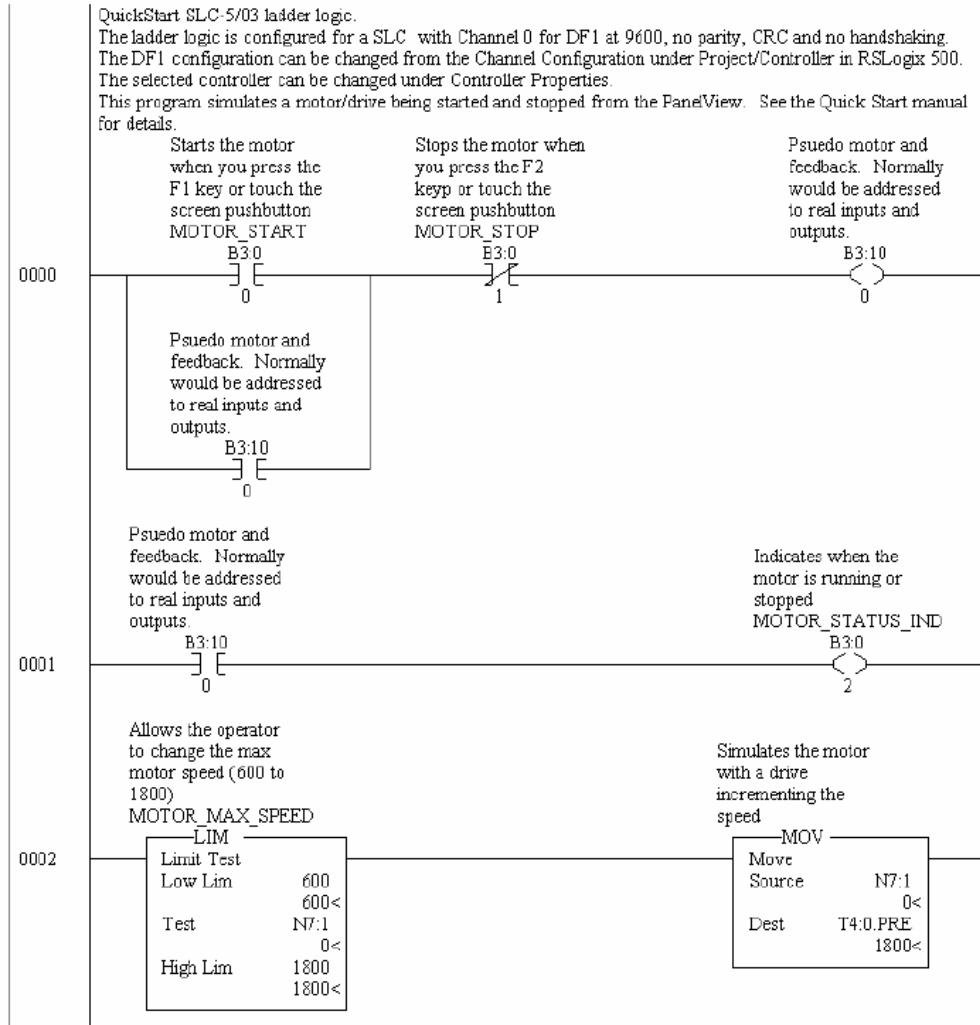 QuickStart SLC-5/03 ladder logic.
The ladder logic is configured for a SLC with Channel 0 for DF1 at 9600, no parity, CRC and no handshaking.
The DF1 configuration can be changed from the Channel Configuration under Project/Controller in RSLogix 500.
The selected controller can be changed under Controller Properties.
This program simulates a motor/drive being started and stopped from the PanelView. See the Quick Start manual
for details.
Starts the motor
when you press the
F1 key or touch the
screen pushbutton
MOTOR_START
B3:0
0
Stops the motor when
you press the F2
keyp or touch the
screen pushbutton
MOTOR_STOP
B3:0
1
Psuedo motor and
feedback. Normally
would be addressed
to real inputs and
outputs.
B3:10
0
0000
Psuedo motor and
feedback. Normally
would be addressed
to real inputs and
outputs.
B3:10
0
Psuedo motor and
feedback. Normally
would be addressed
to real inputs and
outputs.
B3:10
0
Indicates when the
motor is running or
stopped
MOTOR_STATUS_IND
B3:0
2
0001
Allows the operator
to change the max
motor speed (600 to
1800)
MOTOR_MAX_SPEED
LIM
Limit Test
Low Lim 600
600<
Test N7:1
0<
High Lim 1800
1800<
Simulates the motor
with a drive
incrementing the
speed
MOV
Move
Source N7:1
0<
Dest T4:0.PRE
1800<
0002